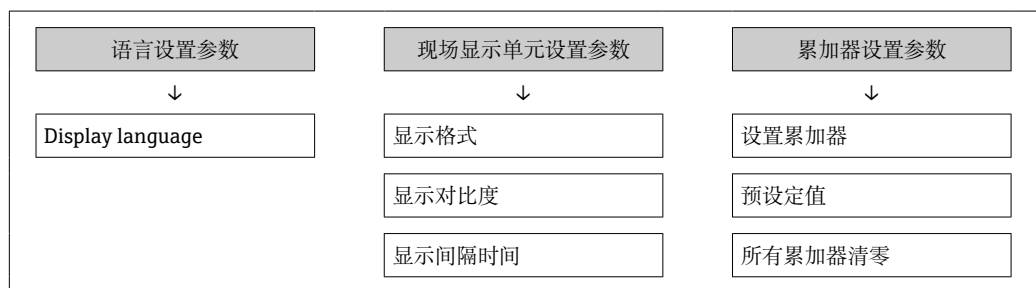 语言设置参数
现场显示单元设置参数
累加器设置参数
↓
↓
↓
Display language
显示格式
设置累加器
显示对比度
预设定值
显示间隔时间
所有累加器清零